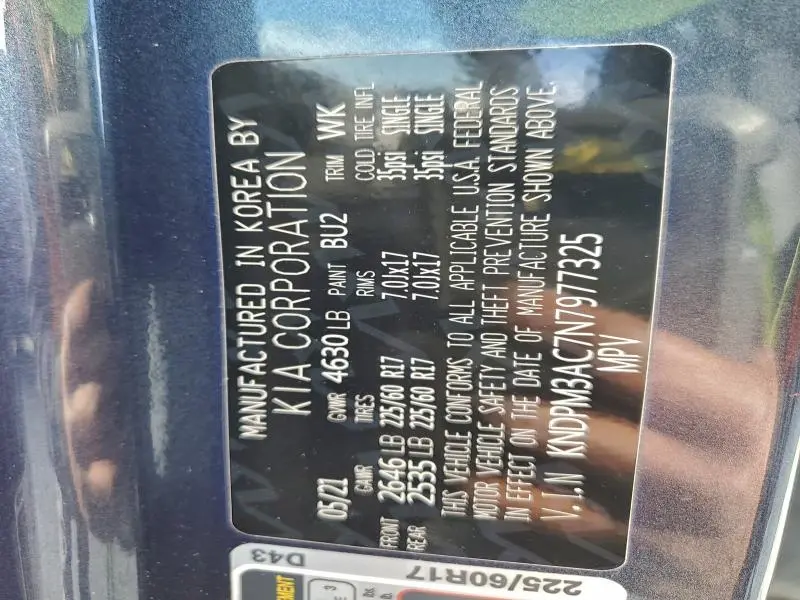 MANUFACTURED IN KOREA BY
KIA CORPORATION
05/21 GVWR 4630 LB PAINT BU2 TRIM WK
GAWR TIRES RIMS COLD TIRE INFL
FRONT 2646 LB 225/60 R17 7.0Jx17 35psi SINGLE
REAR 2535 LB 225/60 R17 7.0Jx17 35psi SINGLE
THIS VEHICLE CONFORMS TO ALL APPLICABLE U.S.A. FEDERAL
MOTOR VEHICLE SAFETY AND THEFT PREVENTION STANDARDS
IN EFFECT ON THE DATE OF MANUFACTURE SHOWN ABOVE.
V.I.N KNDPM3AC7N7977325
MPV
D43
225/60R17